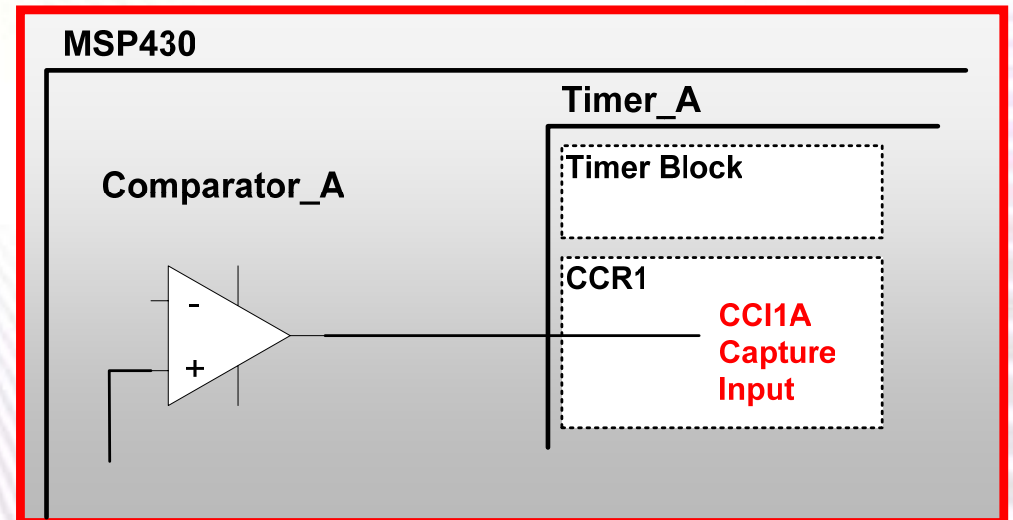 MSP430
Timer_A
Timer Block
Comparator_A
CCR1
-
+
CCI1A
Capture
Input